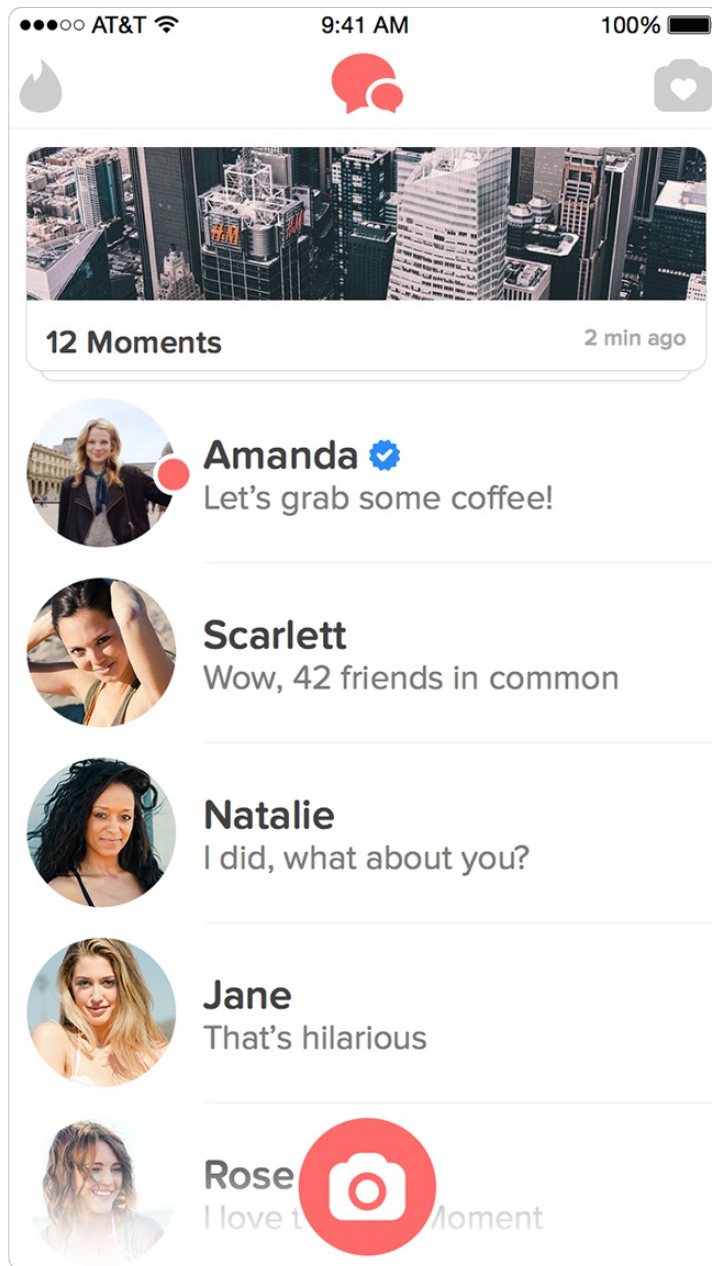 AT&T 9:41 AM 100%
H&M
12 Moments 2 min ago
Amanda
Let's grab some coffee!
Scarlett
Wow, 42 friends in common
Natalie
I did, what about you?
Jane
That's hilarious
Rose
I love Moment